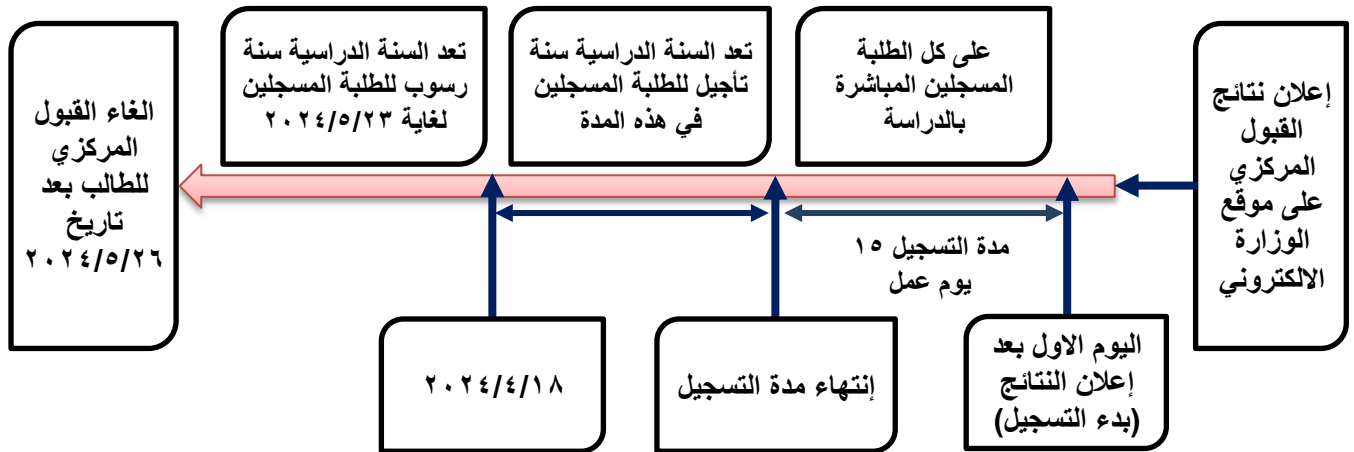 إعلان نتائج
القبول
المركزي
على موقع
الوزارة
الالكتروني
على كل الطلبة
المسجلين المباشرة
بالدراسة
تعد السنة الدراسية سنة
تأجيل للطلبة المسجلين
في هذه المدة
تعد السنة الدراسية سنة
رسوب للطلبة المسجلين
لغاية ٢٠٢٤/٥/٢٣
الغاء القبول
المركزي
للطالب بعد
تاريخ
٢٠٢٤/٥/٢٦
مدة التسجيل ١٥
يوم عمل
اليوم الاول بعد
إعلان النتائج
(بدء التسجيل)
إنتهاء مدة التسجيل
٢٠٢٤/٤/١٨